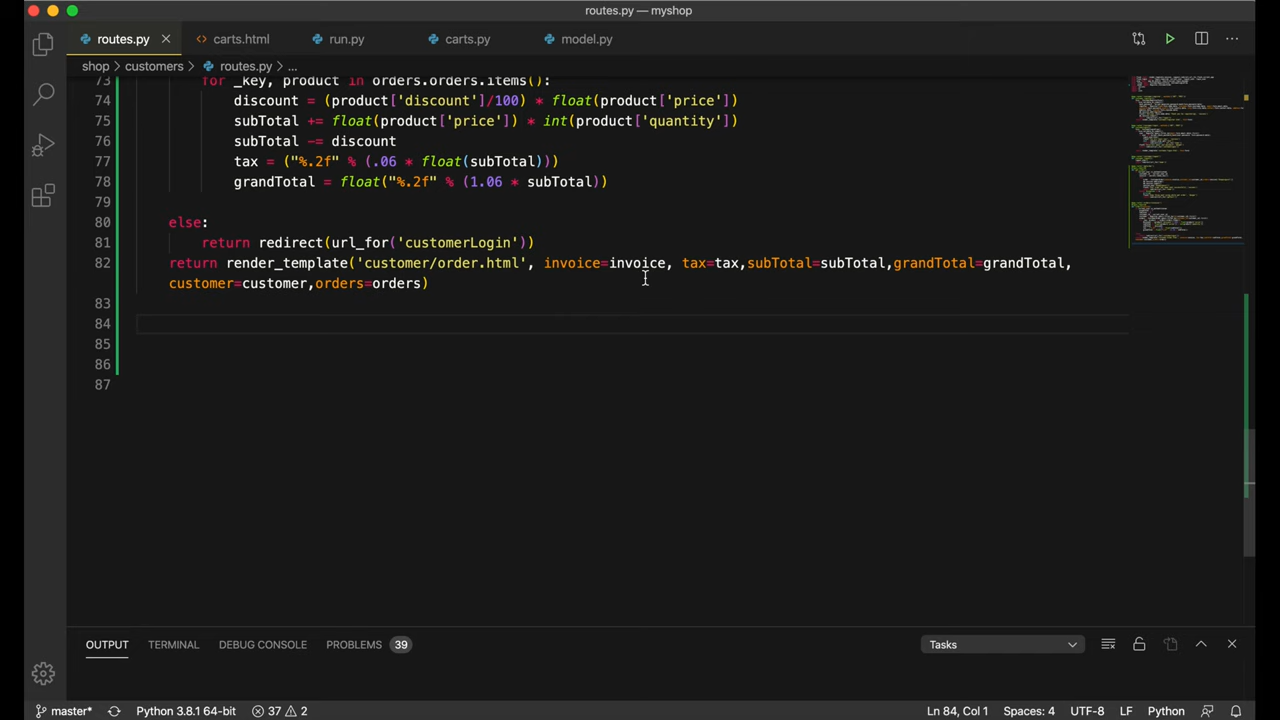 routes.py — myshop
routes.py carts.html run.py carts.py model.py
shop customers routes.py ...
73 for _key, product in orders.orders.items():
74 discount = (product['discount']/100) * float(product['price'])
75 subTotal += float(product['price']) * int(product['quantity'])
76 subTotal -= discount
77 tax = ("%.2f" % (.06 * float(subTotal)))
78 grandTotal = float("%.2f" % (1.06 * subTotal))
79
80 else:
81 return redirect(url_for('customerLogin'))
82 return render_template('customer/order.html', invoice=invoice, tax=tax,subTotal=subTotal,grandTotal=grandTotal,
customer=customer,orders=orders)
83
84
85
86
87
OUTPUT TERMINAL DEBUG CONSOLE PROBLEMS 39 Tasks
master* Python 3.8.1 64-bit 37 2 Ln 84, Col 1 Spaces: 4 UTF-8 LF Python